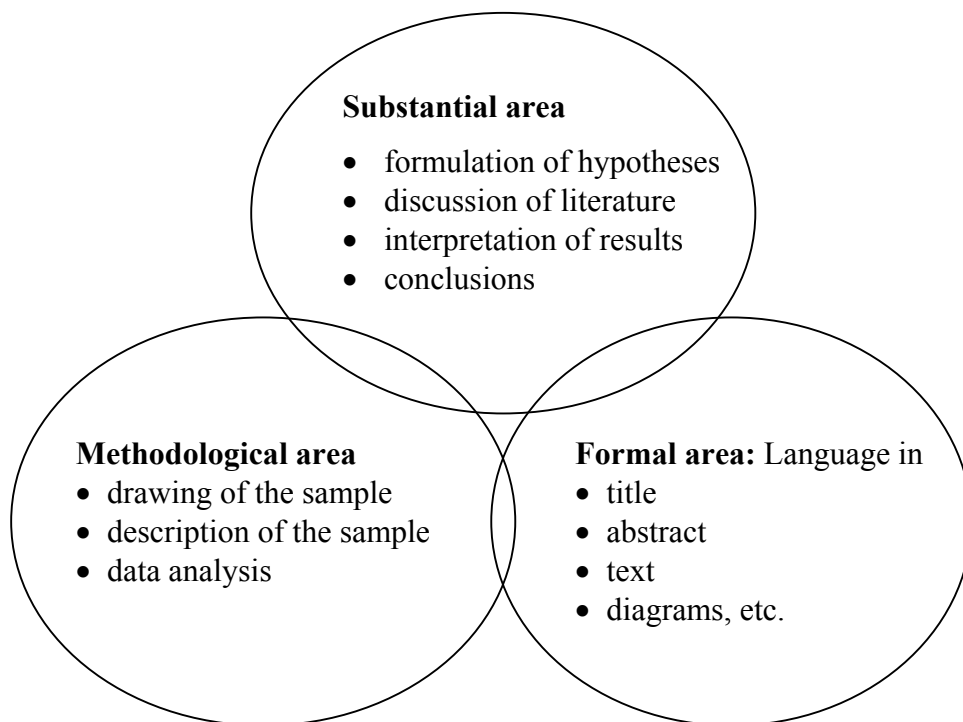 Substantial area
• formulation of hypotheses
• discussion of literature
• interpretation of results
• conclusions
Methodological area
• drawing of the sample
• description of the sample
• data analysis
Formal area: Language in
• title
• abstract
• text
• diagrams, etc.